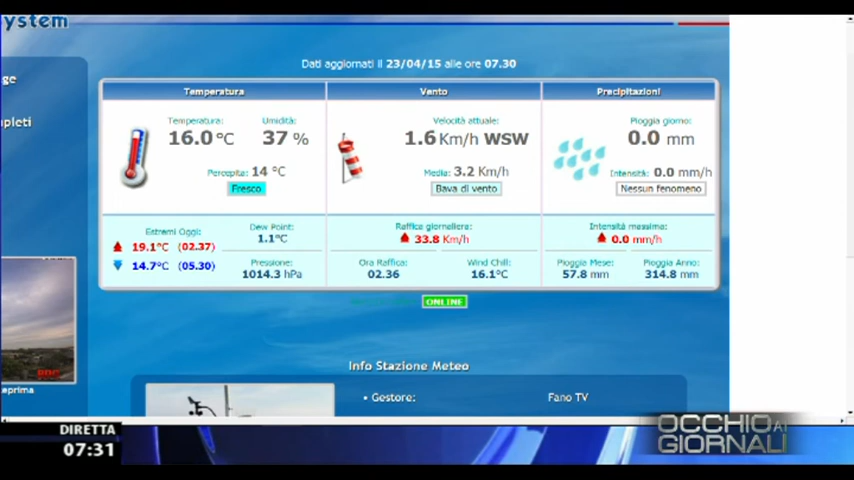 ystem
Dati aggiornati il 23/04/15 alle ore 07.30
ge
mpleti
Temperatura
Temperatura:
16.0°C
Umidità:
37 %
Percepita: 14 °C
Fresco
Estremi Oggi:
19.1°C (02.37)
14.7°C (05.30)
Dew Point:
1.1°C
Pressione:
1014.3 hPa
Vento
Velocità attuale:
1.6 Km/h WSW
Media: 3.2 Km/h
Bava di vento
Raffica giornaliera
33.8 Km/h
Ora Raffica:
02.36
Wind Chill:
16.1°C
Precipitazioni
Pioggia giorno:
0.0 mm
Intensità: 0.0 mm/h
Nessun fenomeno
Intensità massima:
0.0 mm/h
Pioggia Mese:
57.8 mm
Pioggia Anno:
314.8 mm
ONLINE
eprima
Info Stazione Meteo
• Gestore: Fano TV
DIRETTA
07:31
OCCHIO AI
GIORNALI